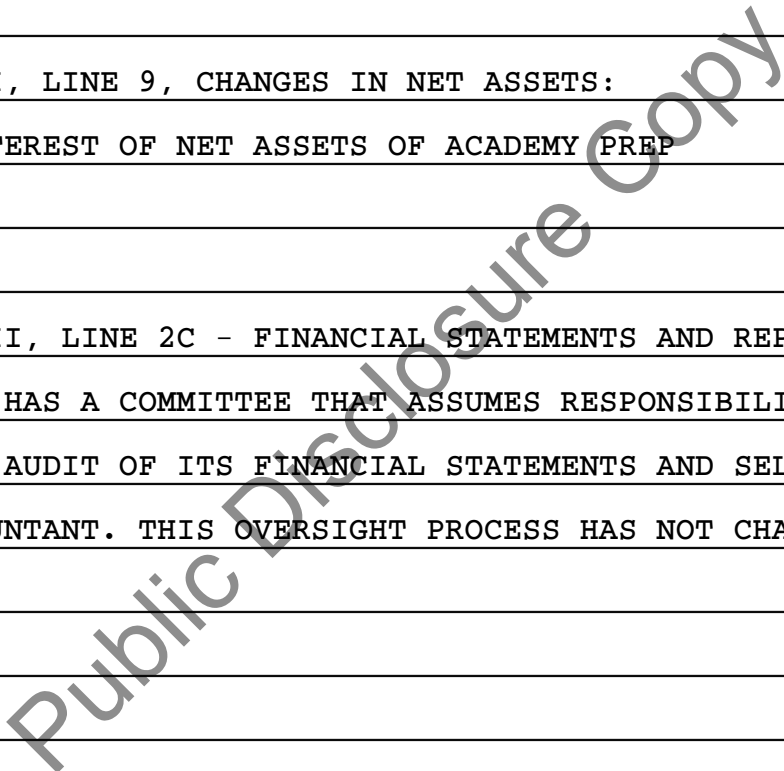 , LINE 9, CHANGES IN NET ASSETS:
TEREST OF NET ASSETS OF ACADEMY PREP
II, LINE 2C - FINANCIAL STATEMENTS AND REP
HAS A COMMITTEE THAT ASSUMES RESPONSIBILI
AUDIT OF ITS FINANCIAL STATEMENTS AND SEL
UNTANT. THIS OVERSIGHT PROCESS HAS NOT CHA
Public Disclosure Copy